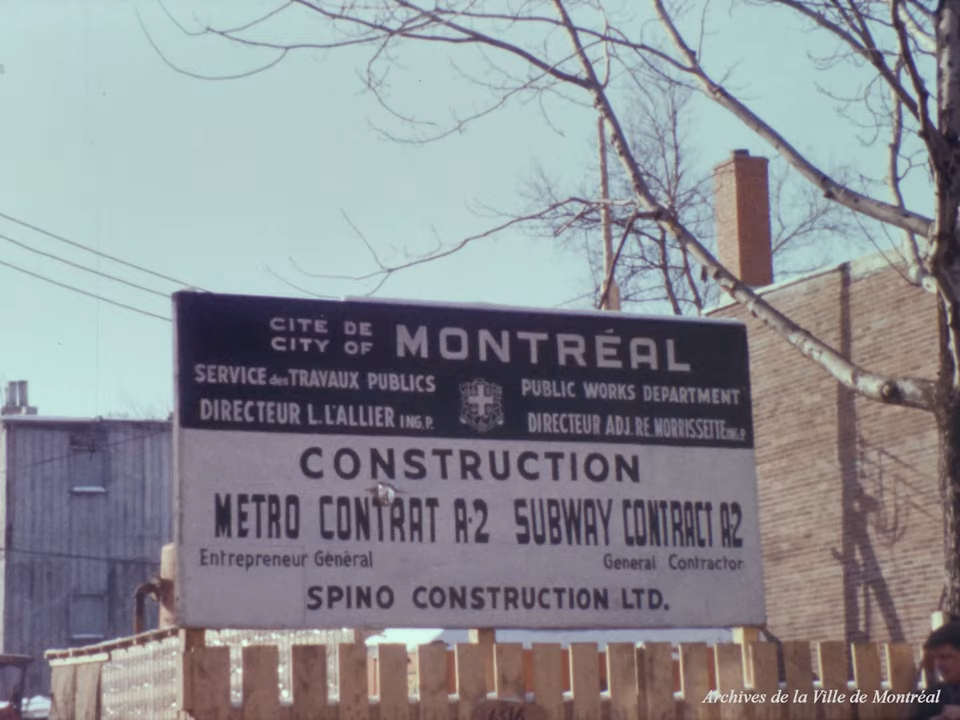 CITÉ DE
CITY OF MONTRÉAL
SERVICE des TRAVAUX PUBLICS
PUBLIC WORKS DEPARTMENT
DIRECTEUR L. L'ALLIER ING.P.
DIRECTEUR ADJ. R.E. MORRISSETTE ING.P.
CONSTRUCTION
METRO CONTRAT A-2 SUBWAY CONTRACT A2
Entrepreneur Général General Contractor
SPINO CONSTRUCTION LTD.
Archives de la Ville de Montréal